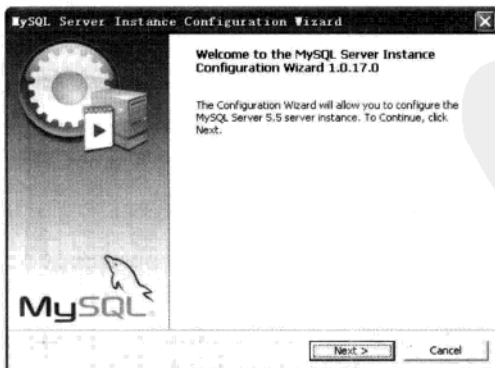 MySQL Server Instance Configuration Wizard
Welcome to the MySQL Server Instance
Configuration Wizard 1.0.17.0
The Configuration Wizard will allow you to configure the
MySQL Server 5.5 server instance. To Continue, click
Next.
MySQL
Next >
Cancel